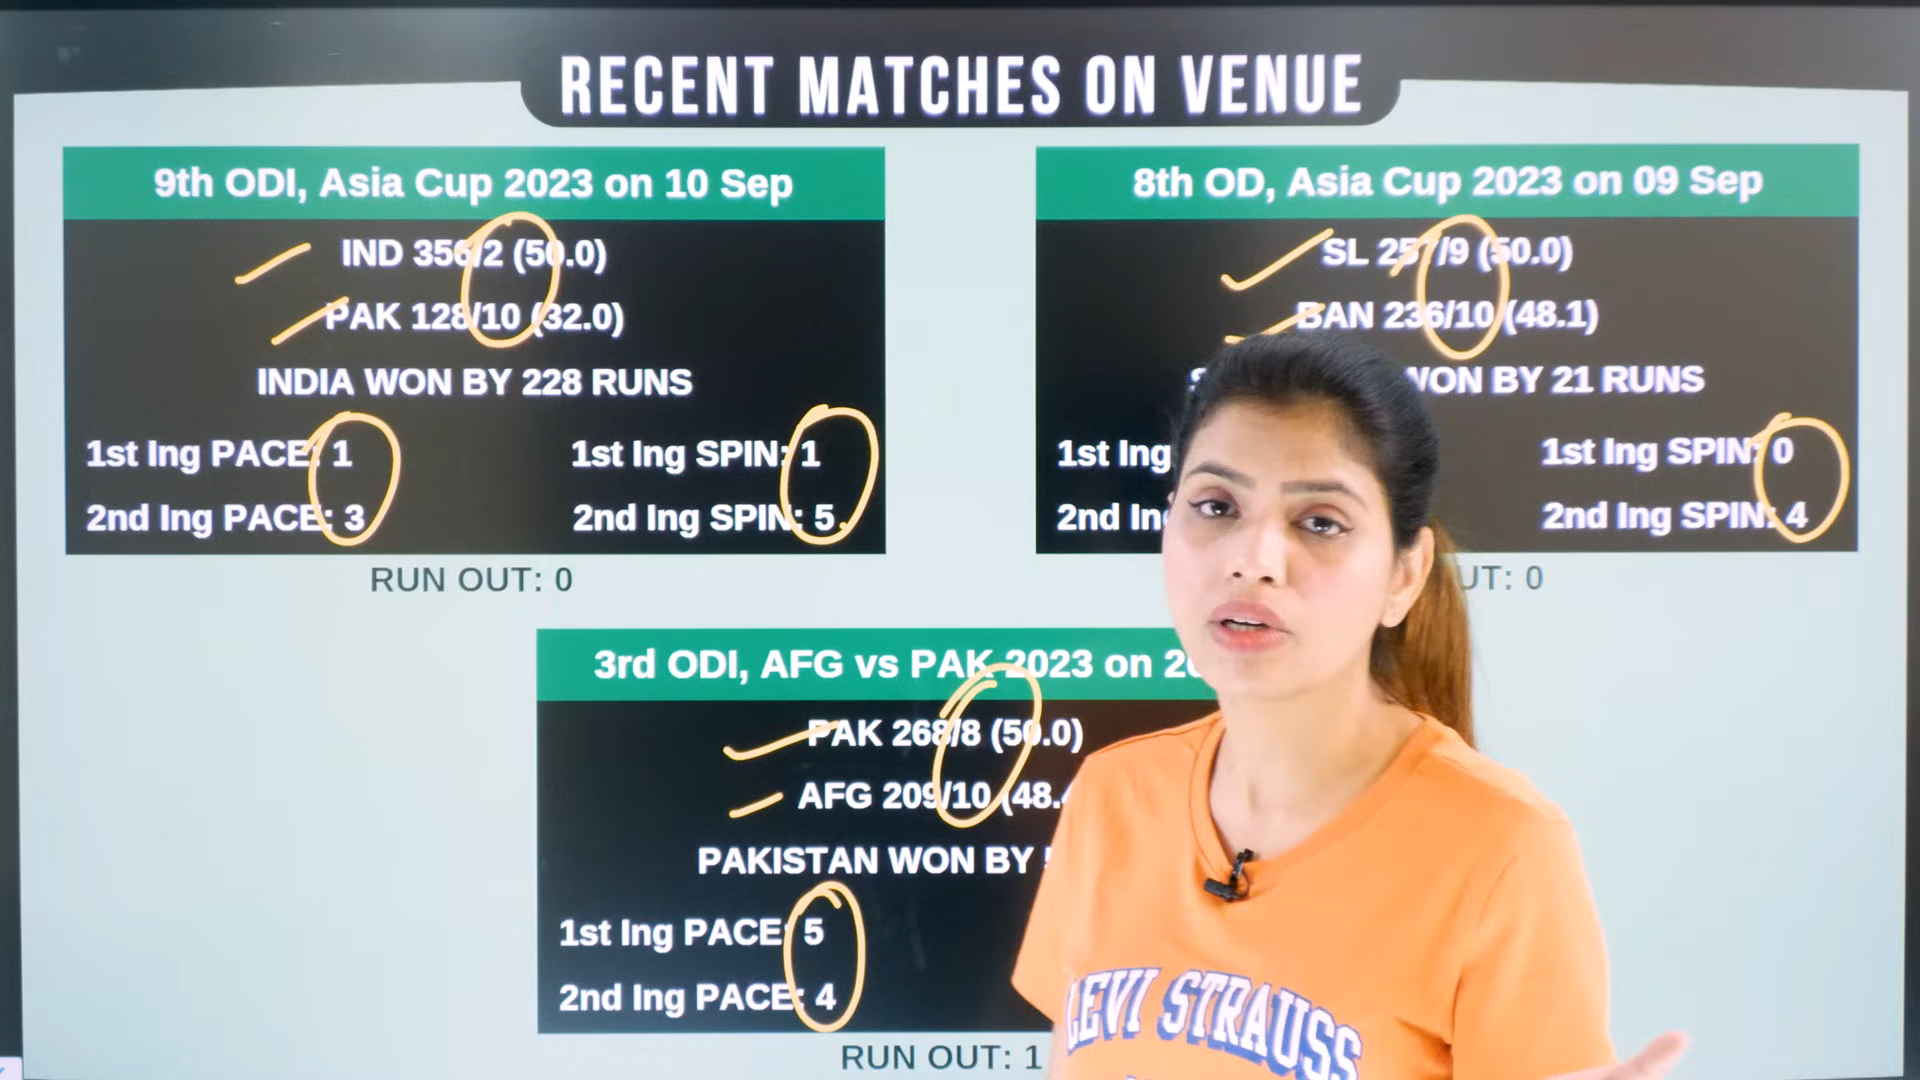 RECENT MATCHES ON VENUE
9th ODI, Asia Cup 2023 on 10 Sep
IND 356/2 (50.0)
PAK 128/10 (32.0)
INDIA WON BY 228 RUNS
1st Ing PACE: 1
1st Ing SPIN: 1
2nd Ing PACE: 3
2nd Ing SPIN: 5
RUN OUT: 0
8th OD, Asia Cup 2023 on 09 Sep
SL 257/9 (50.0)
BAN 236/10 (48.1)
WON BY 21 RUNS
1st Ing
1st Ing SPIN: 0
2nd
2nd Ing SPIN: 4
UT: 0
3rd ODI, AFG vs PAK 2023 on
PAK 268/8 (50.0)
AFG 209/10 (48.
PAKISTAN WON BY
1st Ing PACE: 5
2nd Ing PACE: 4
RUN OUT: 1
LEVI STRAUSS